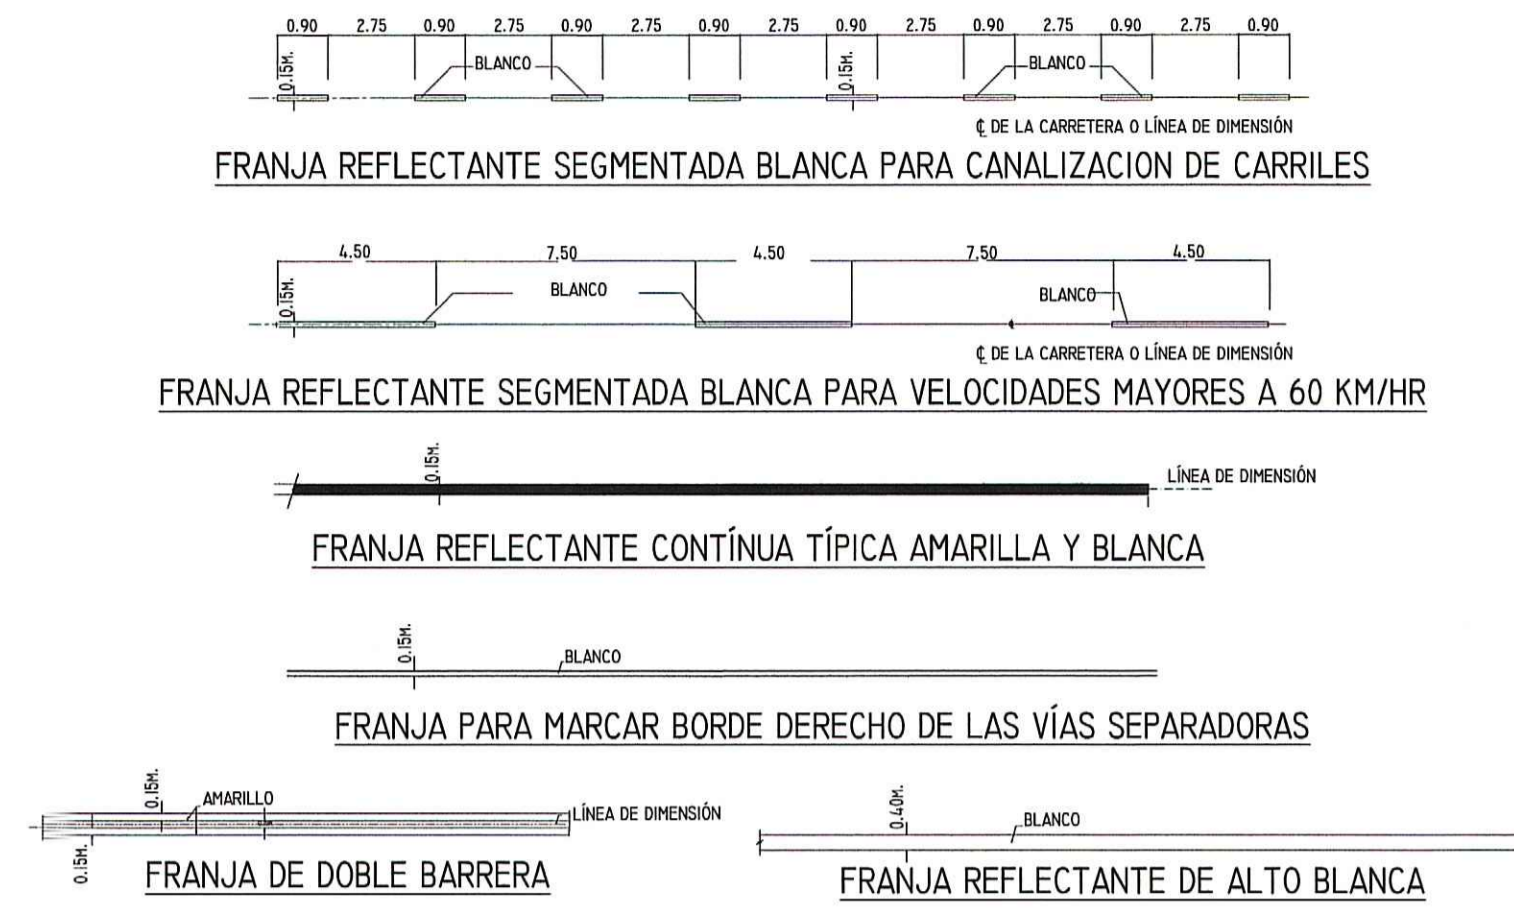 0.90 2.75 0.90 2.75 0.90 2.75 0.90 2.75 0.90 2.75 0.90 2.75 0.90 2.75 0.90
0.15M. BLANCO 0.15M. BLANCO
℄ DE LA CARRETERA O LÍNEA DE DIMENSIÓN
FRANJA REFLECTANTE SEGMENTADA BLANCA PARA CANALIZACION DE CARRILES
4.50 7.50 4.50 7.50 4.50
0.15M. BLANCO BLANCO
℄ DE LA CARRETERA O LÍNEA DE DIMENSIÓN
FRANJA REFLECTANTE SEGMENTADA BLANCA PARA VELOCIDADES MAYORES A 60 KM/HR
0.15M. LÍNEA DE DIMENSIÓN
FRANJA REFLECTANTE CONTÍNUA TÍPICA AMARILLA Y BLANCA
0.15M. BLANCO
FRANJA PARA MARCAR BORDE DERECHO DE LAS VÍAS SEPARADORAS
0.15M. AMARILLO LÍNEA DE DIMENSIÓN
0.15M.
FRANJA DE DOBLE BARRERA
0.40M. BLANCO
FRANJA REFLECTANTE DE ALTO BLANCA